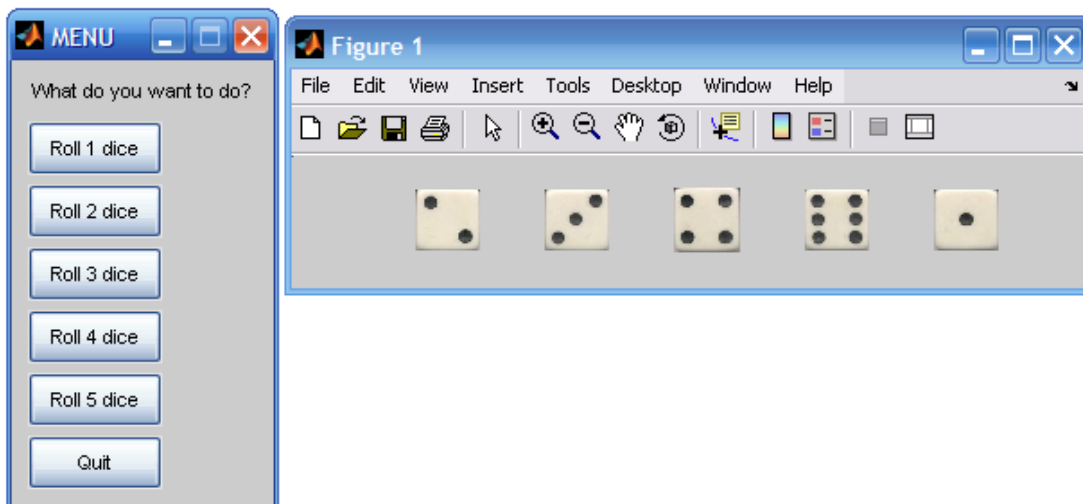 MENU
What do you want to do?
Roll 1 dice
Roll 2 dice
Roll 3 dice
Roll 4 dice
Roll 5 dice
Quit
Figure 1
File Edit View Insert Tools Desktop Window Help